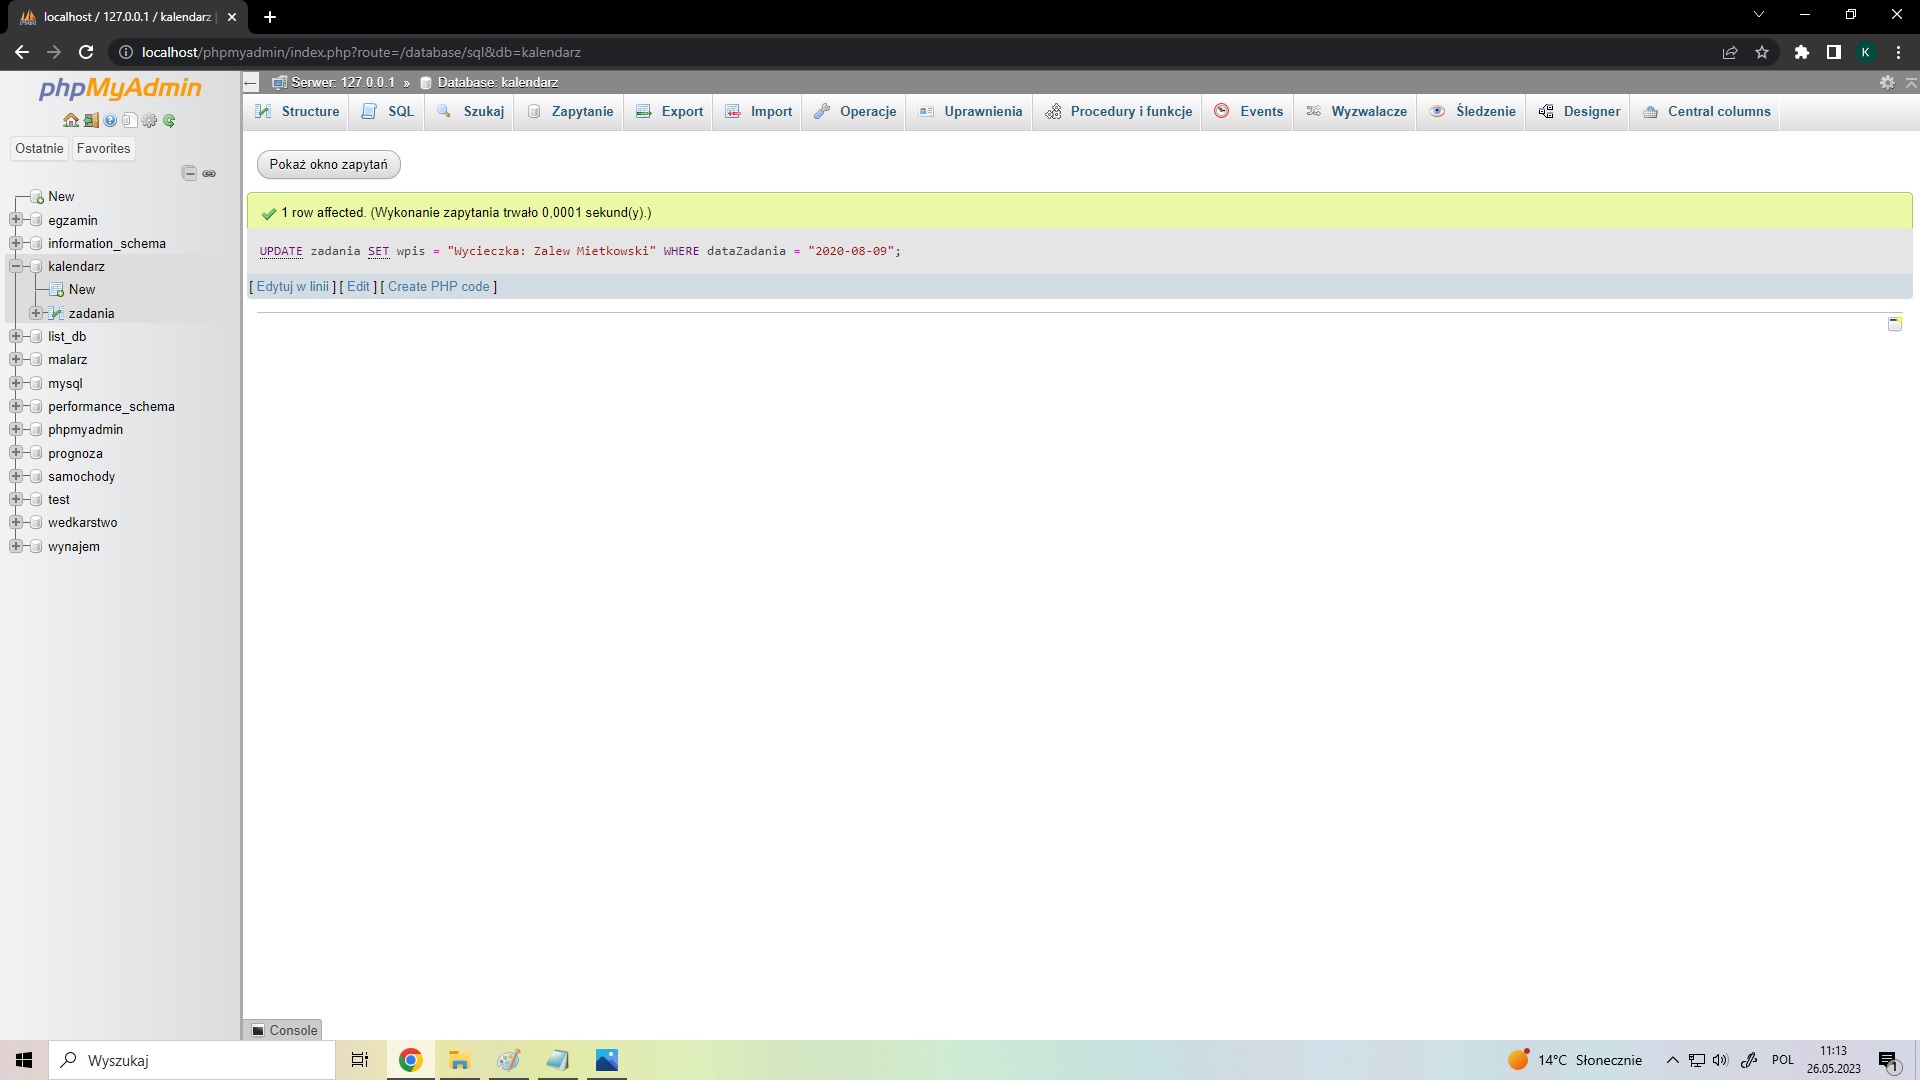 localhost / 127.0.0.1 / kalendarz |
localhost/phpmyadmin/index.php?route=/database/sql&db=kalendarz
K
phpMyAdmin
Ostatnie Favorites
New
egzamin
information_schema
kalendarz
New
zadania
list_db
malarz
mysql
performance_schema
phpmyadmin
prognoza
samochody
test
wedkarstwo
wynajem
Serwer: 127.0.0.1 » Database: kalendarz
Structure SQL Szukaj Zapytanie Export Import Operacje Uprawnienia Procedury i funkcje Events Wyzwalacze Śledzenie Designer Central columns
Pokaż okno zapytań
1 row affected. (Wykonanie zapytania trwało 0,0001 sekund(y).)
UPDATE zadania SET wpis = "Wycieczka: Zalew Mietkowski" WHERE dataZadania = "2020-08-09";
[ Edytuj w linii ] [ Edit ] [ Create PHP code ]
Console
Wyszukaj
14°C Słonecznie
POL
11:13
26.05.2023
1